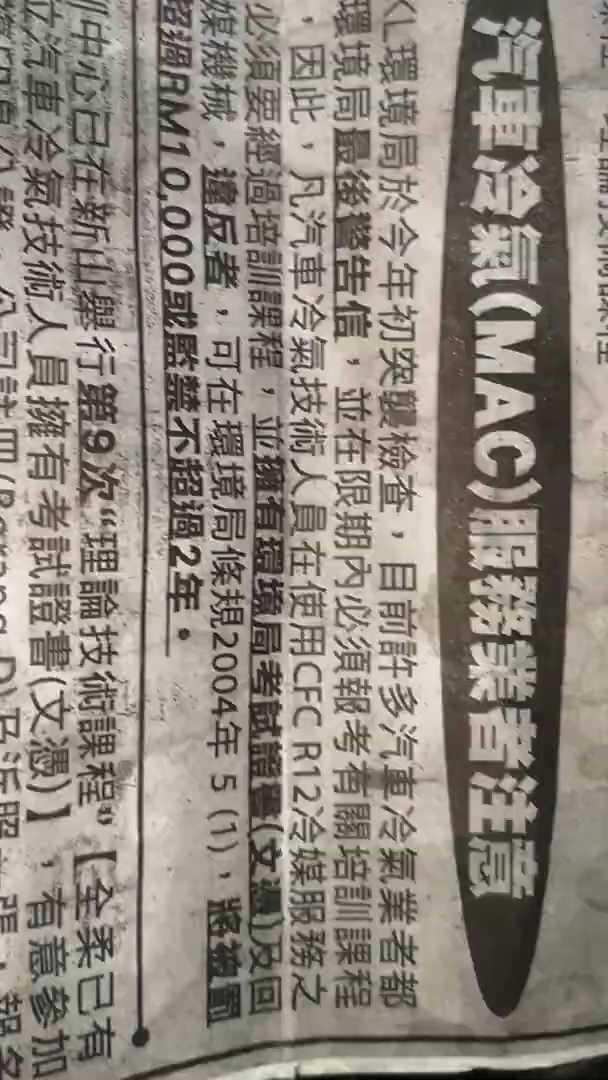 汽車冷氣(MAC)服務業者注意
KL環境局於今年初突襲檢查，目前許多汽車冷氣業者都
環境局最後警告信，並在限期內必須報考有關培訓課程
，因此，凡汽車冷氣技術人員在使用CFC R12冷媒服務之
必須要經過培訓課程，並擁有環境局考試證書(文憑)及回
媒機械，違反者，可在環境局條規2004年 5 (1)，將被罰
超過RM10,000或監禁不超過2年。
訓中心已在新山舉行第9次“理論技術課程”【全柔已有
位汽車冷氣技術人員擁有考試證書(文憑)】，有意參加